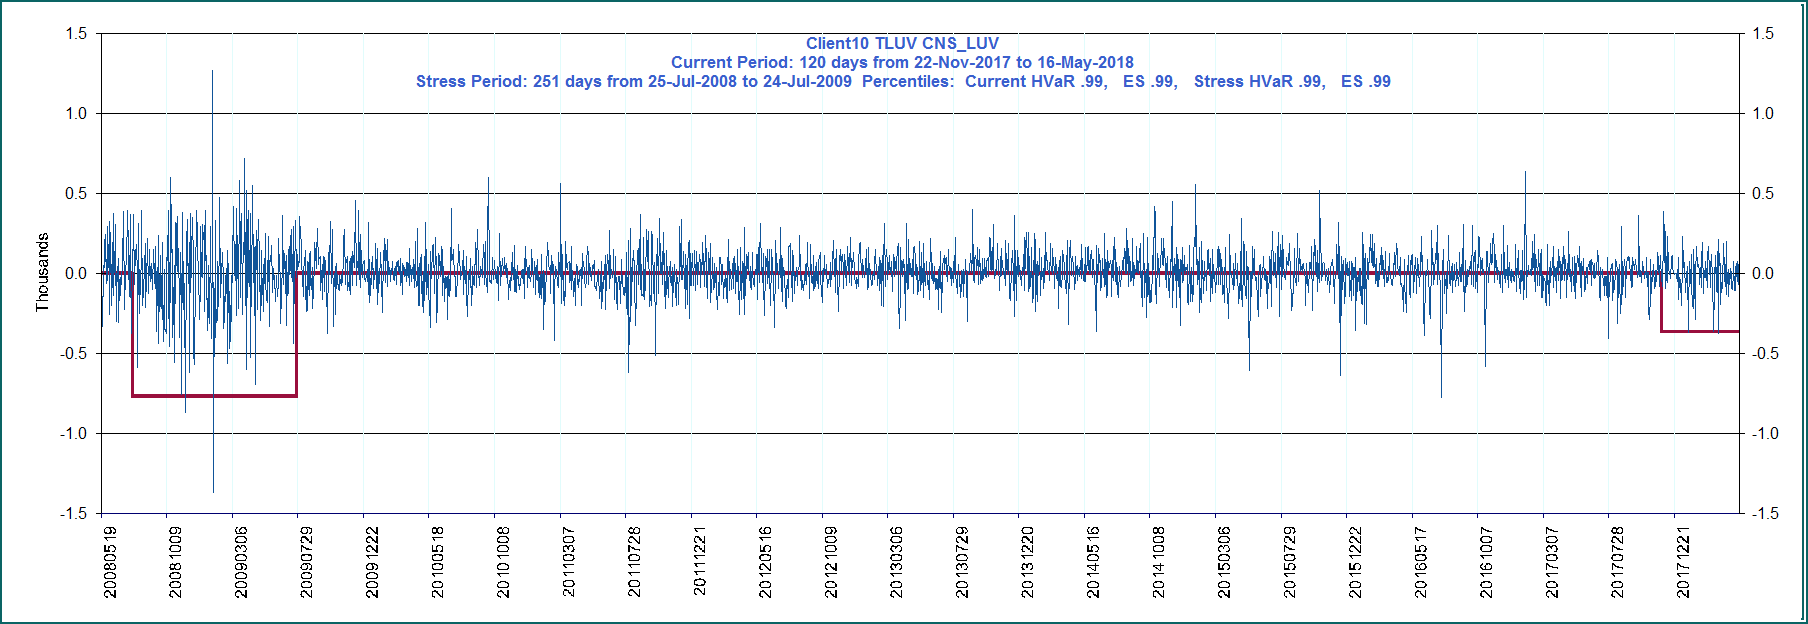 Client10 TLUV CNS_LUV
Current Period: 120 days from 22-Nov-2017 to 16-May-2018
Stress Period: 251 days from 25-Jul-2008 to 24-Jul-2009  Percentiles:  Current HVaR .99,   ES .99,   Stress HVaR .99,   ES .99
1.5 1.5
1.0 1.0
0.5 0.5
0.0 0.0
-0.5 -0.5
-1.0 -1.0
-1.5 -1.5
Thousands
20080519 20081009 20090306 20090729 20091222 20100518 20101008 20110307 20110728 20111221 20120516 20121009 20130306 20130729 20131220 20140516 20141008 20150306 20150729 20151222 20160517 20161007 20170307 20170728 20171221